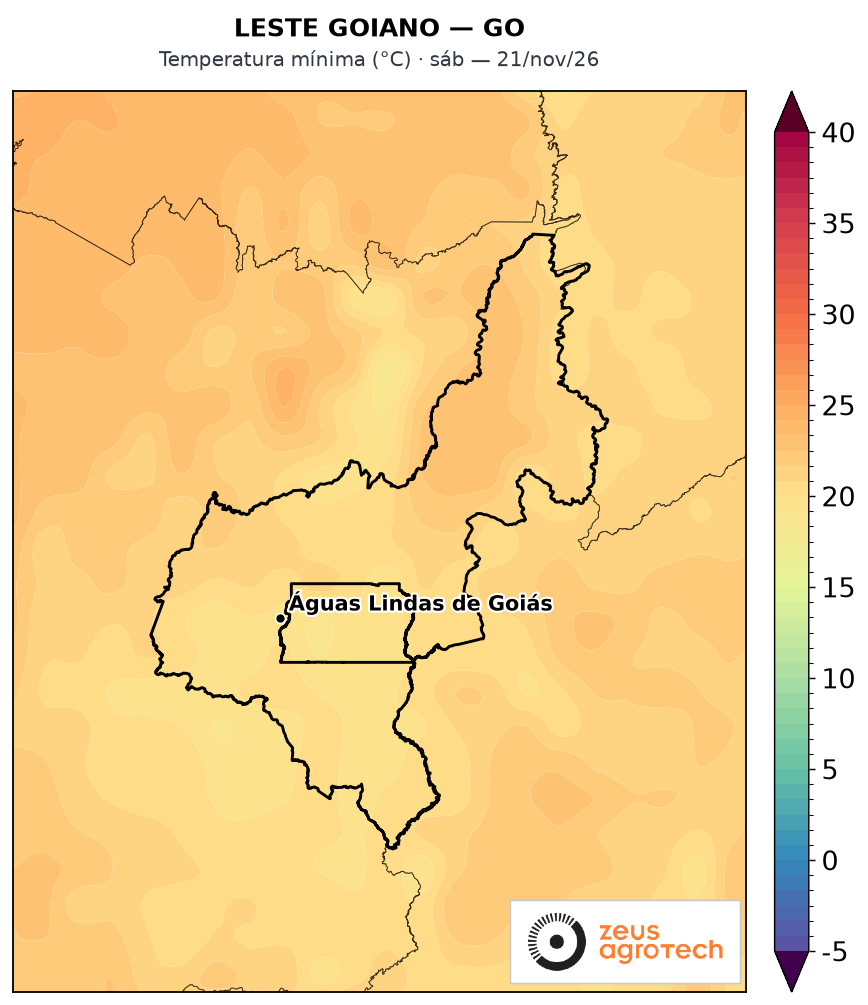 LESTE GOIANO — GO
Temperatura mínima (°C) · sáb — 21/nov/26
40
35
30
25
20
15
10
5
0
-5
Águas Lindas de Goiás
zeus
agrotech